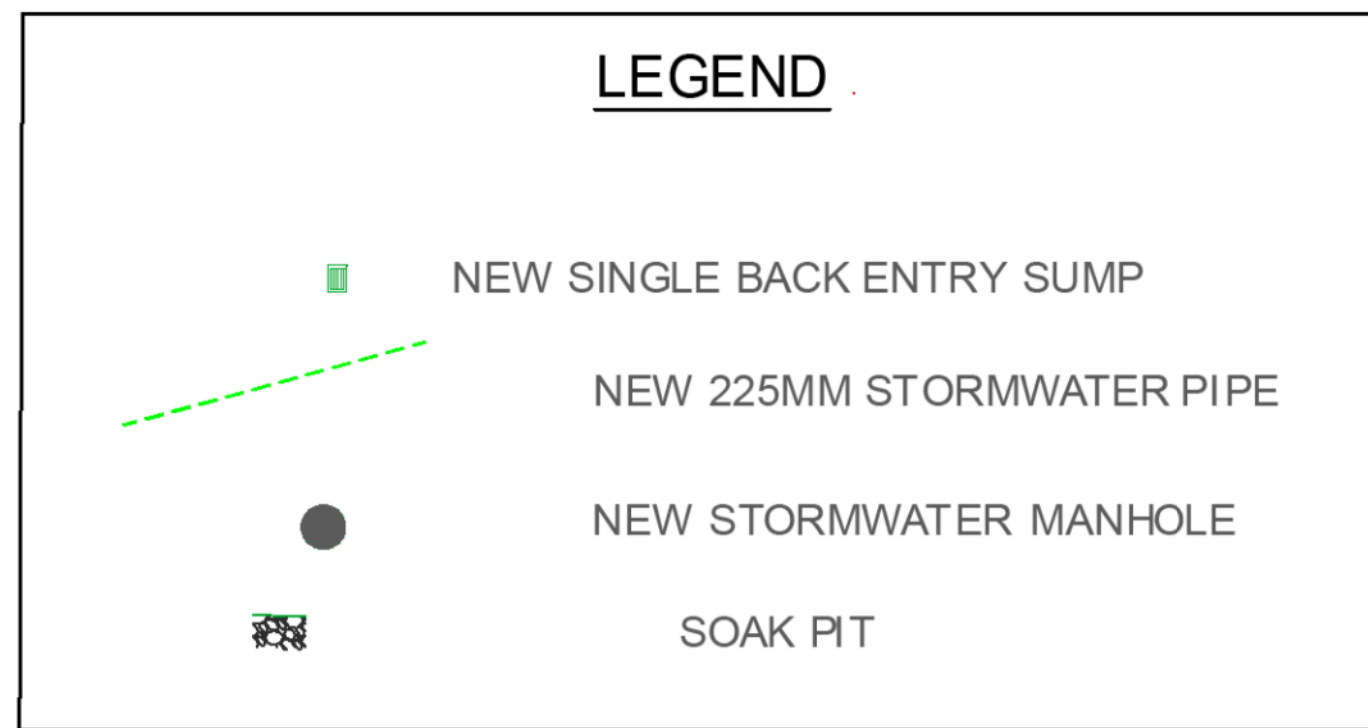 LEGEND
NEW SINGLE BACK ENTRY SUMP
NEW 225MM STORMWATER PIPE
NEW STORMWATER MANHOLE
SOAK PIT